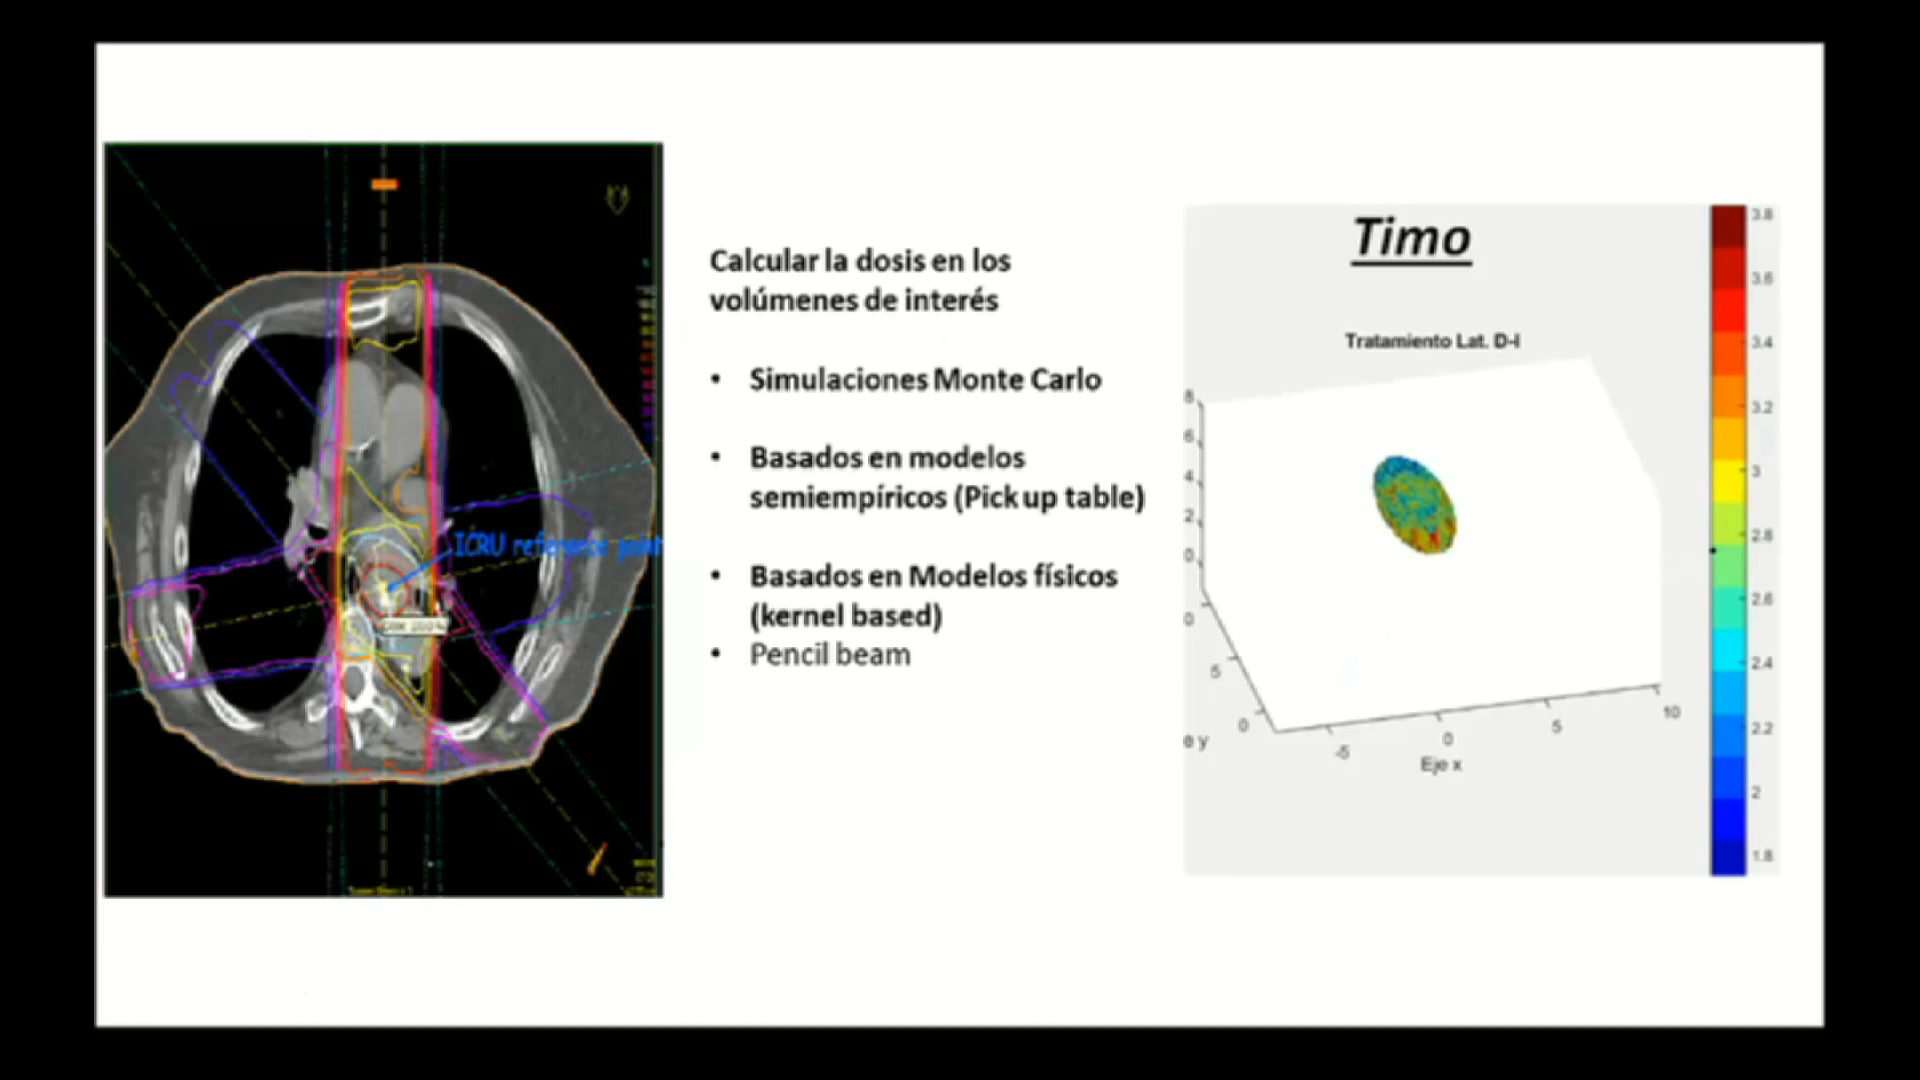 ICRU reference point
Calcular la dosis en los
volúmenes de interés
• Simulaciones Monte Carlo
• Basados en modelos
semiempíricos (Pick up table)
• Basados en Modelos físicos
(kernel based)
• Pencil beam
Timo
Tratamiento Lat. D-I
8
6
4
2
0
0
5
0
e y
-5
0
5
10
Eje x
3.8
3.6
3.4
3.2
3
2.8
2.6
2.4
2.2
2
1.8